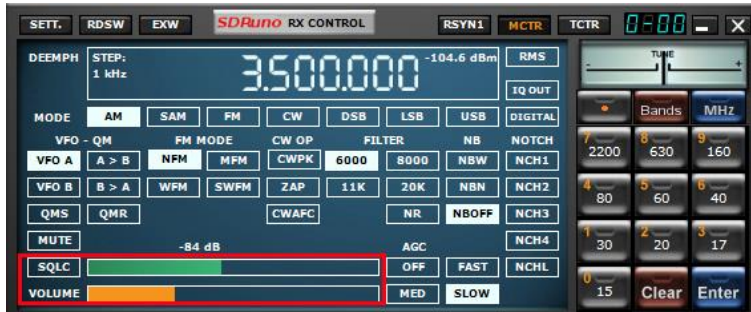 SETT. RDSW EXW SDRuno RX CONTROL RSYN1 MCTR TCTR 0-00
DEEMPH STEP: 3.500.000 -104.6 dBm RMS
1 kHz IQ OUT
MODE AM SAM FM CW DSB LSB USB DIGITAL
VFO - QM FM MODE CW OP FILTER NB NOTCH
VFO A A > B NFM MFM CWPK 6000 8000 NBW NCH1
VFO B B > A WFM SWFM ZAP 11K 20K NBN NCH2
QMS QMR CWAFC NR NBOFF NCH3
MUTE -84 dB AGC NCH4
SQLC OFF FAST NCHL
VOLUME MED SLOW
TUNE
- +
Bands MHz
7 2200 8 630 9 160
4 80 5 60 6 40
1 30 2 20 3 17
0 15 Clear Enter